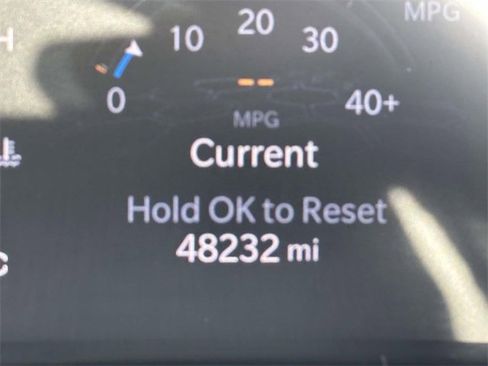 MPG
H
10 20 30
0 -- 40+
MPG
Current
Hold OK to Reset
48232 mi
C